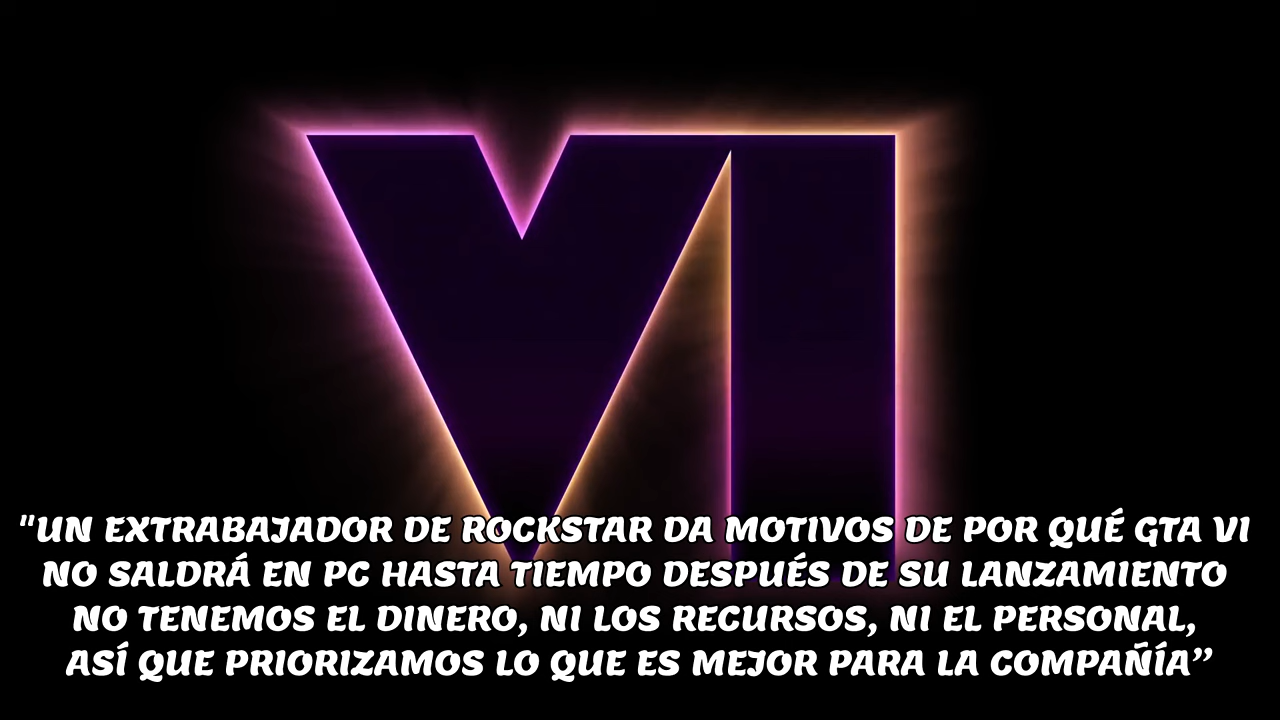 VI
"UN EXTRABAJADOR DE ROCKSTAR DA MOTIVOS DE POR QUÉ GTA VI
NO SALDRÁ EN PC HASTA TIEMPO DESPUÉS DE SU LANZAMIENTO
NO TENEMOS EL DINERO, NI LOS RECURSOS, NI EL PERSONAL,
ASÍ QUE PRIORIZAMOS LO QUE ES MEJOR PARA LA COMPAÑÍA”